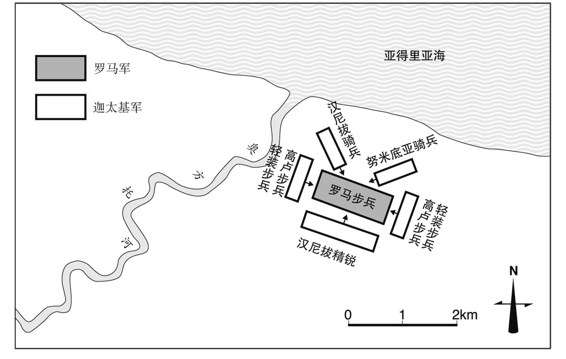 罗马军
迦太基军
亚得里亚海
汉尼拔骑兵
努米底亚骑兵
高卢步兵
轻装步兵
罗马步兵
轻装步兵
高卢步兵
汉尼拔精锐
奥方托河
N
0 1 2km